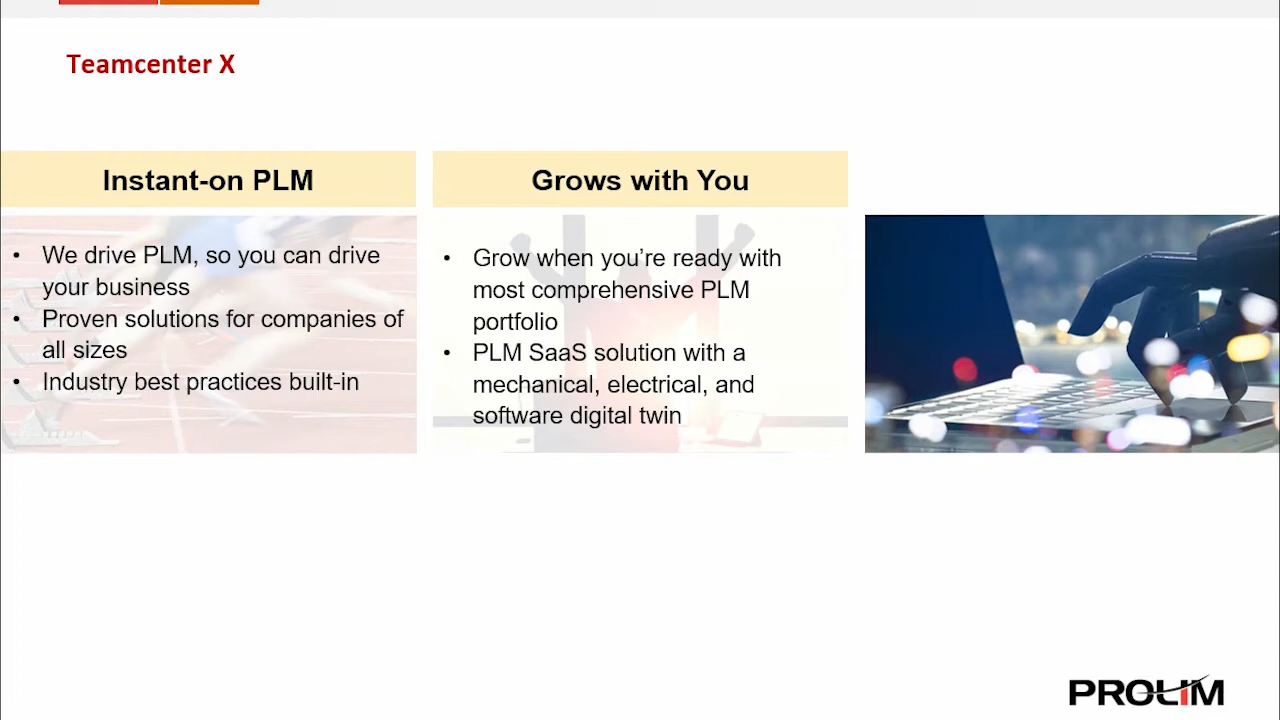 Teamcenter X
Instant-on PLM
• We drive PLM, so you can drive
your business
• Proven solutions for companies of
all sizes
• Industry best practices built-in
Grows with You
• Grow when you’re ready with
most comprehensive PLM
portfolio
• PLM SaaS solution with a
mechanical, electrical, and
software digital twin
PROLIM